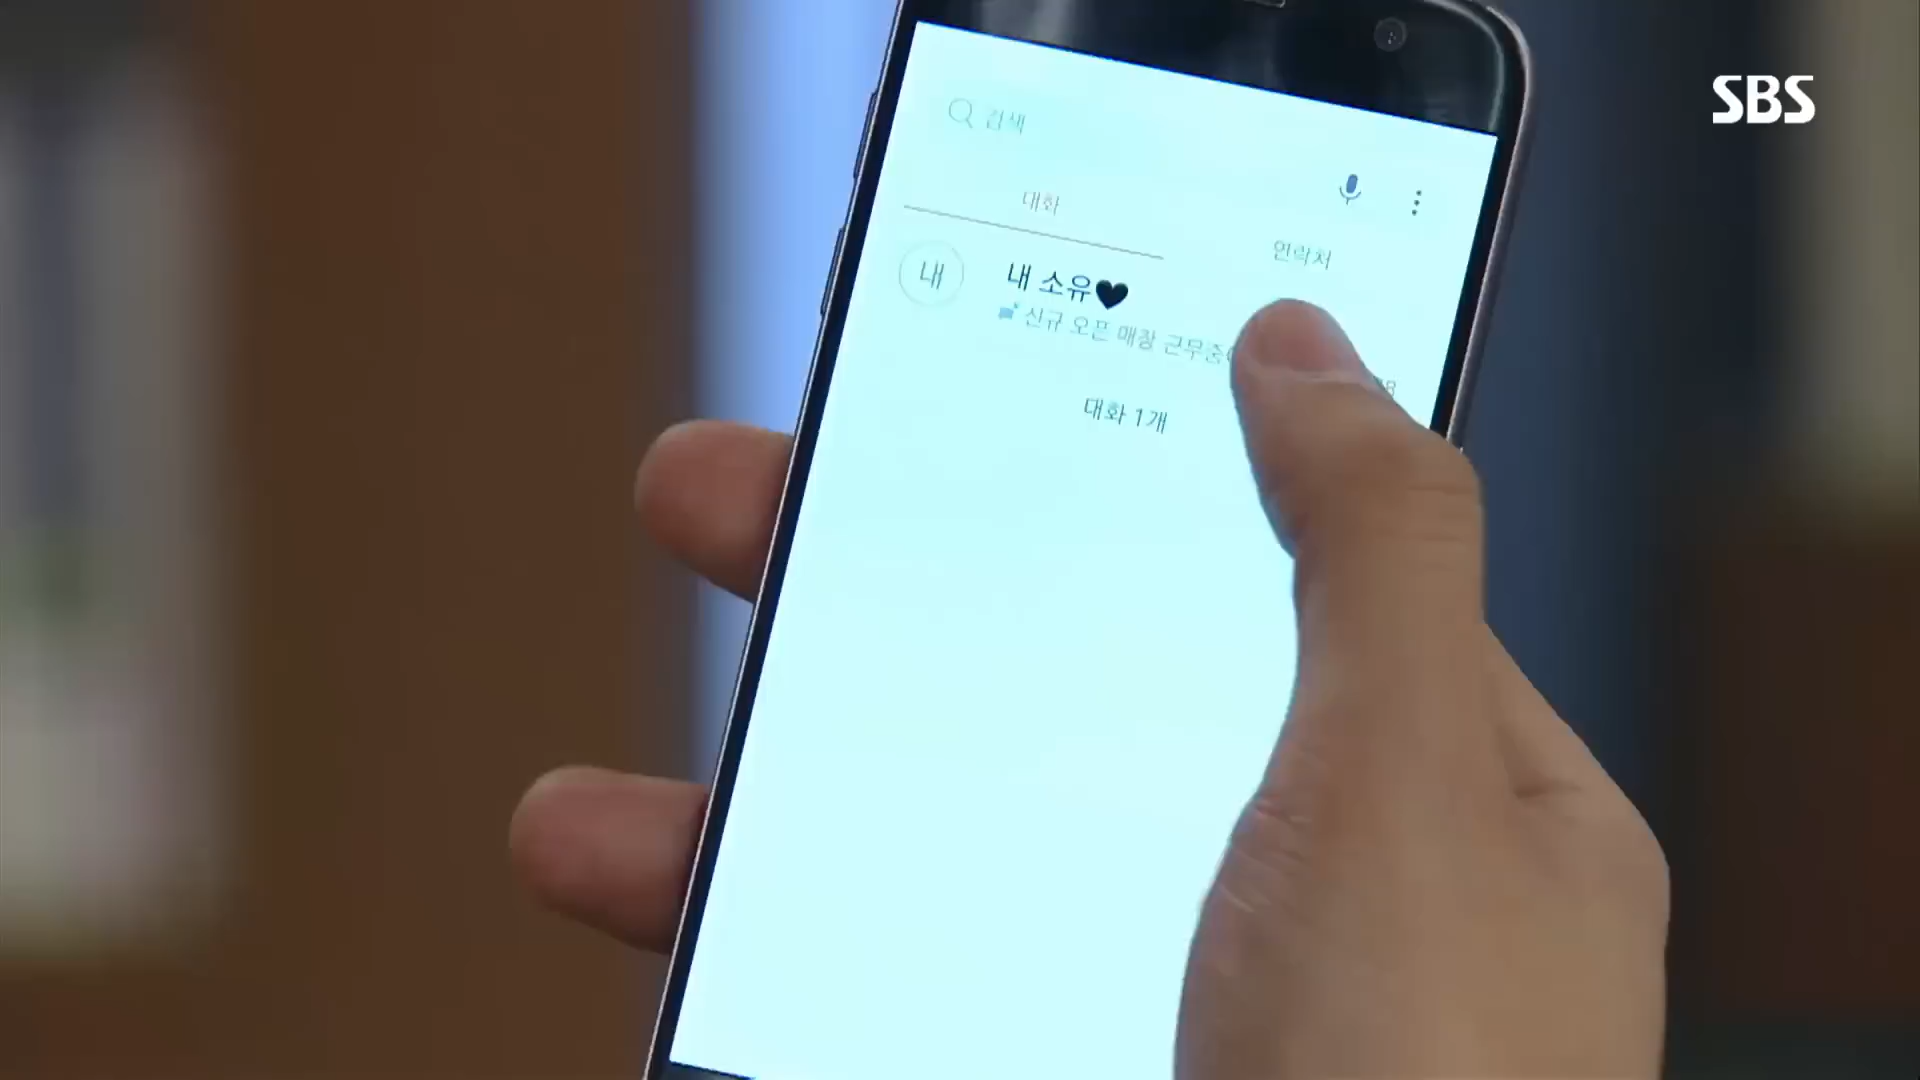 SBS
검색
대화
연락처
내
내 소유♥
신규 오픈 매장 근무중
대화 1개